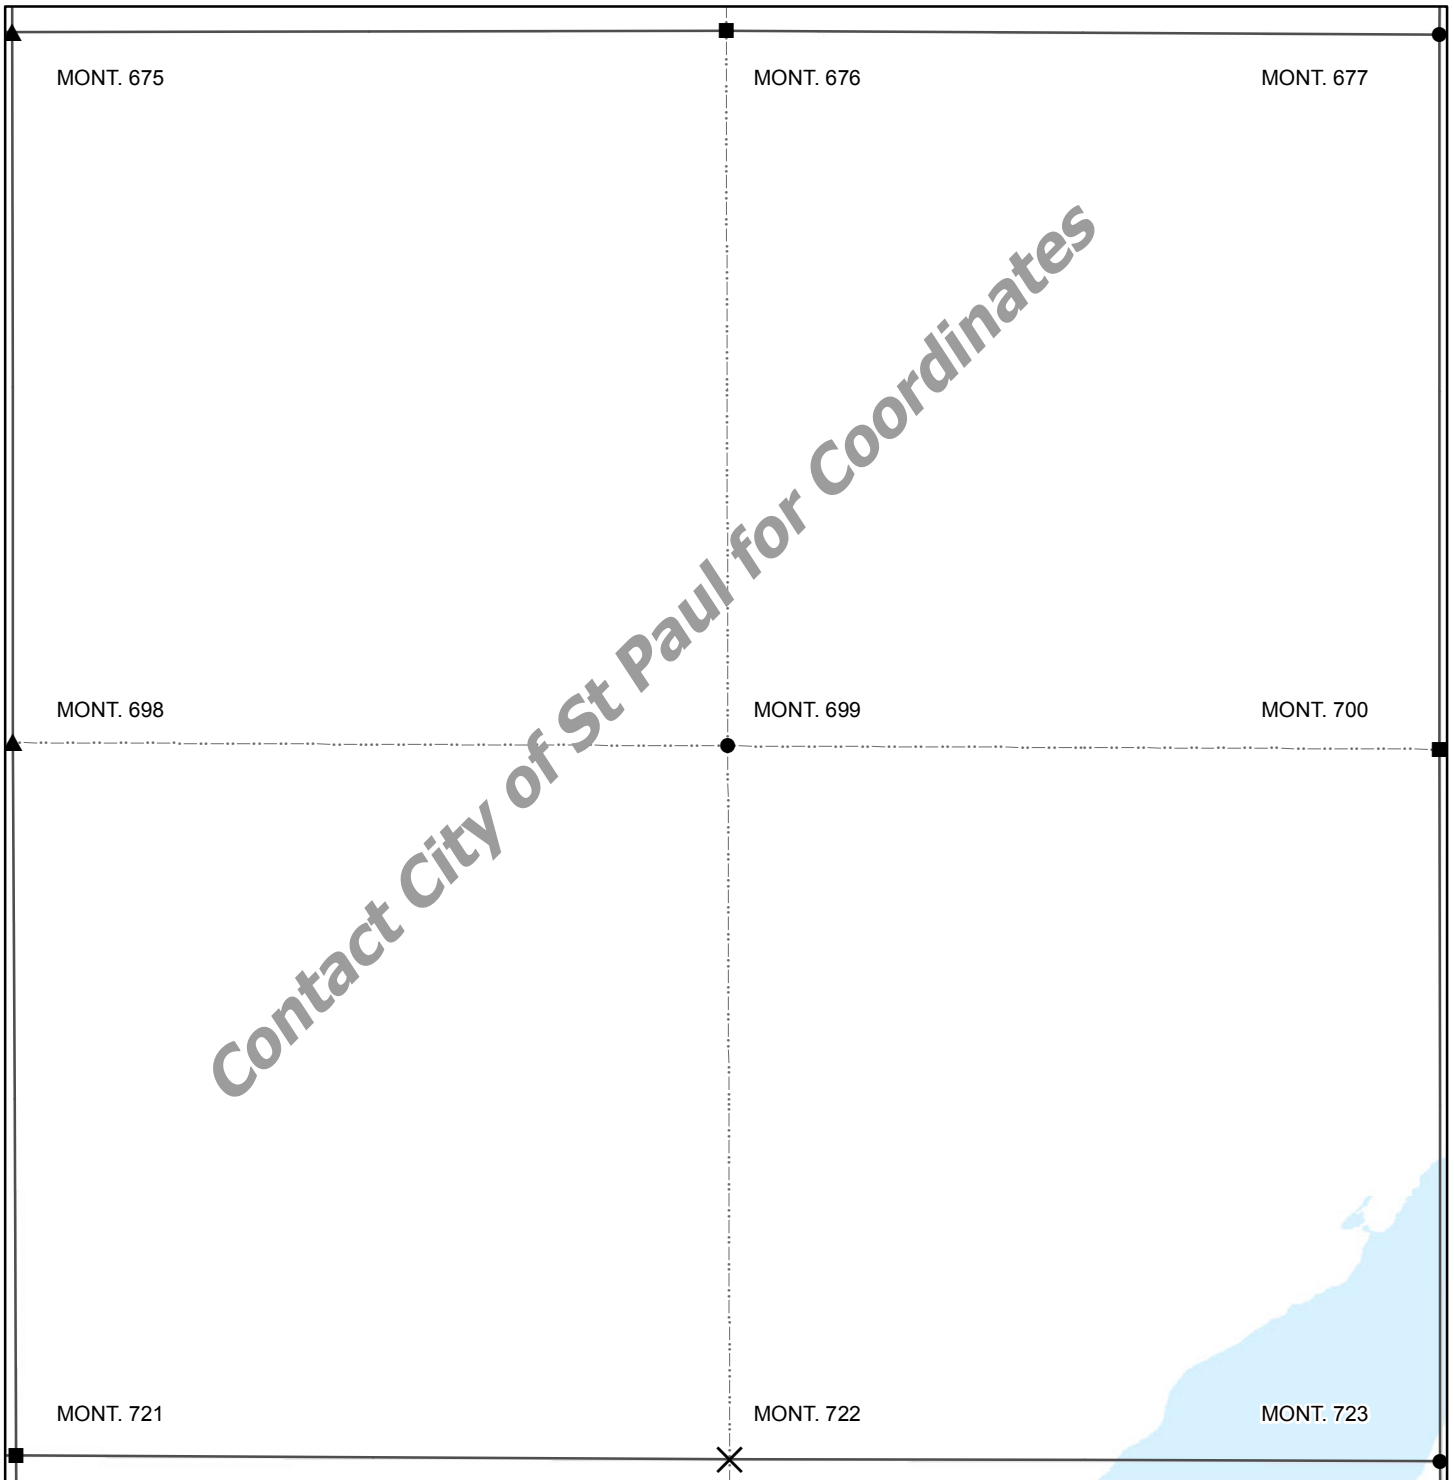 MONT. 675
MONT. 676
MONT. 677
Contact City of St Paul for Coordinates
MONT. 698
MONT. 699
MONT. 700
MONT. 721
MONT. 722
MONT. 723